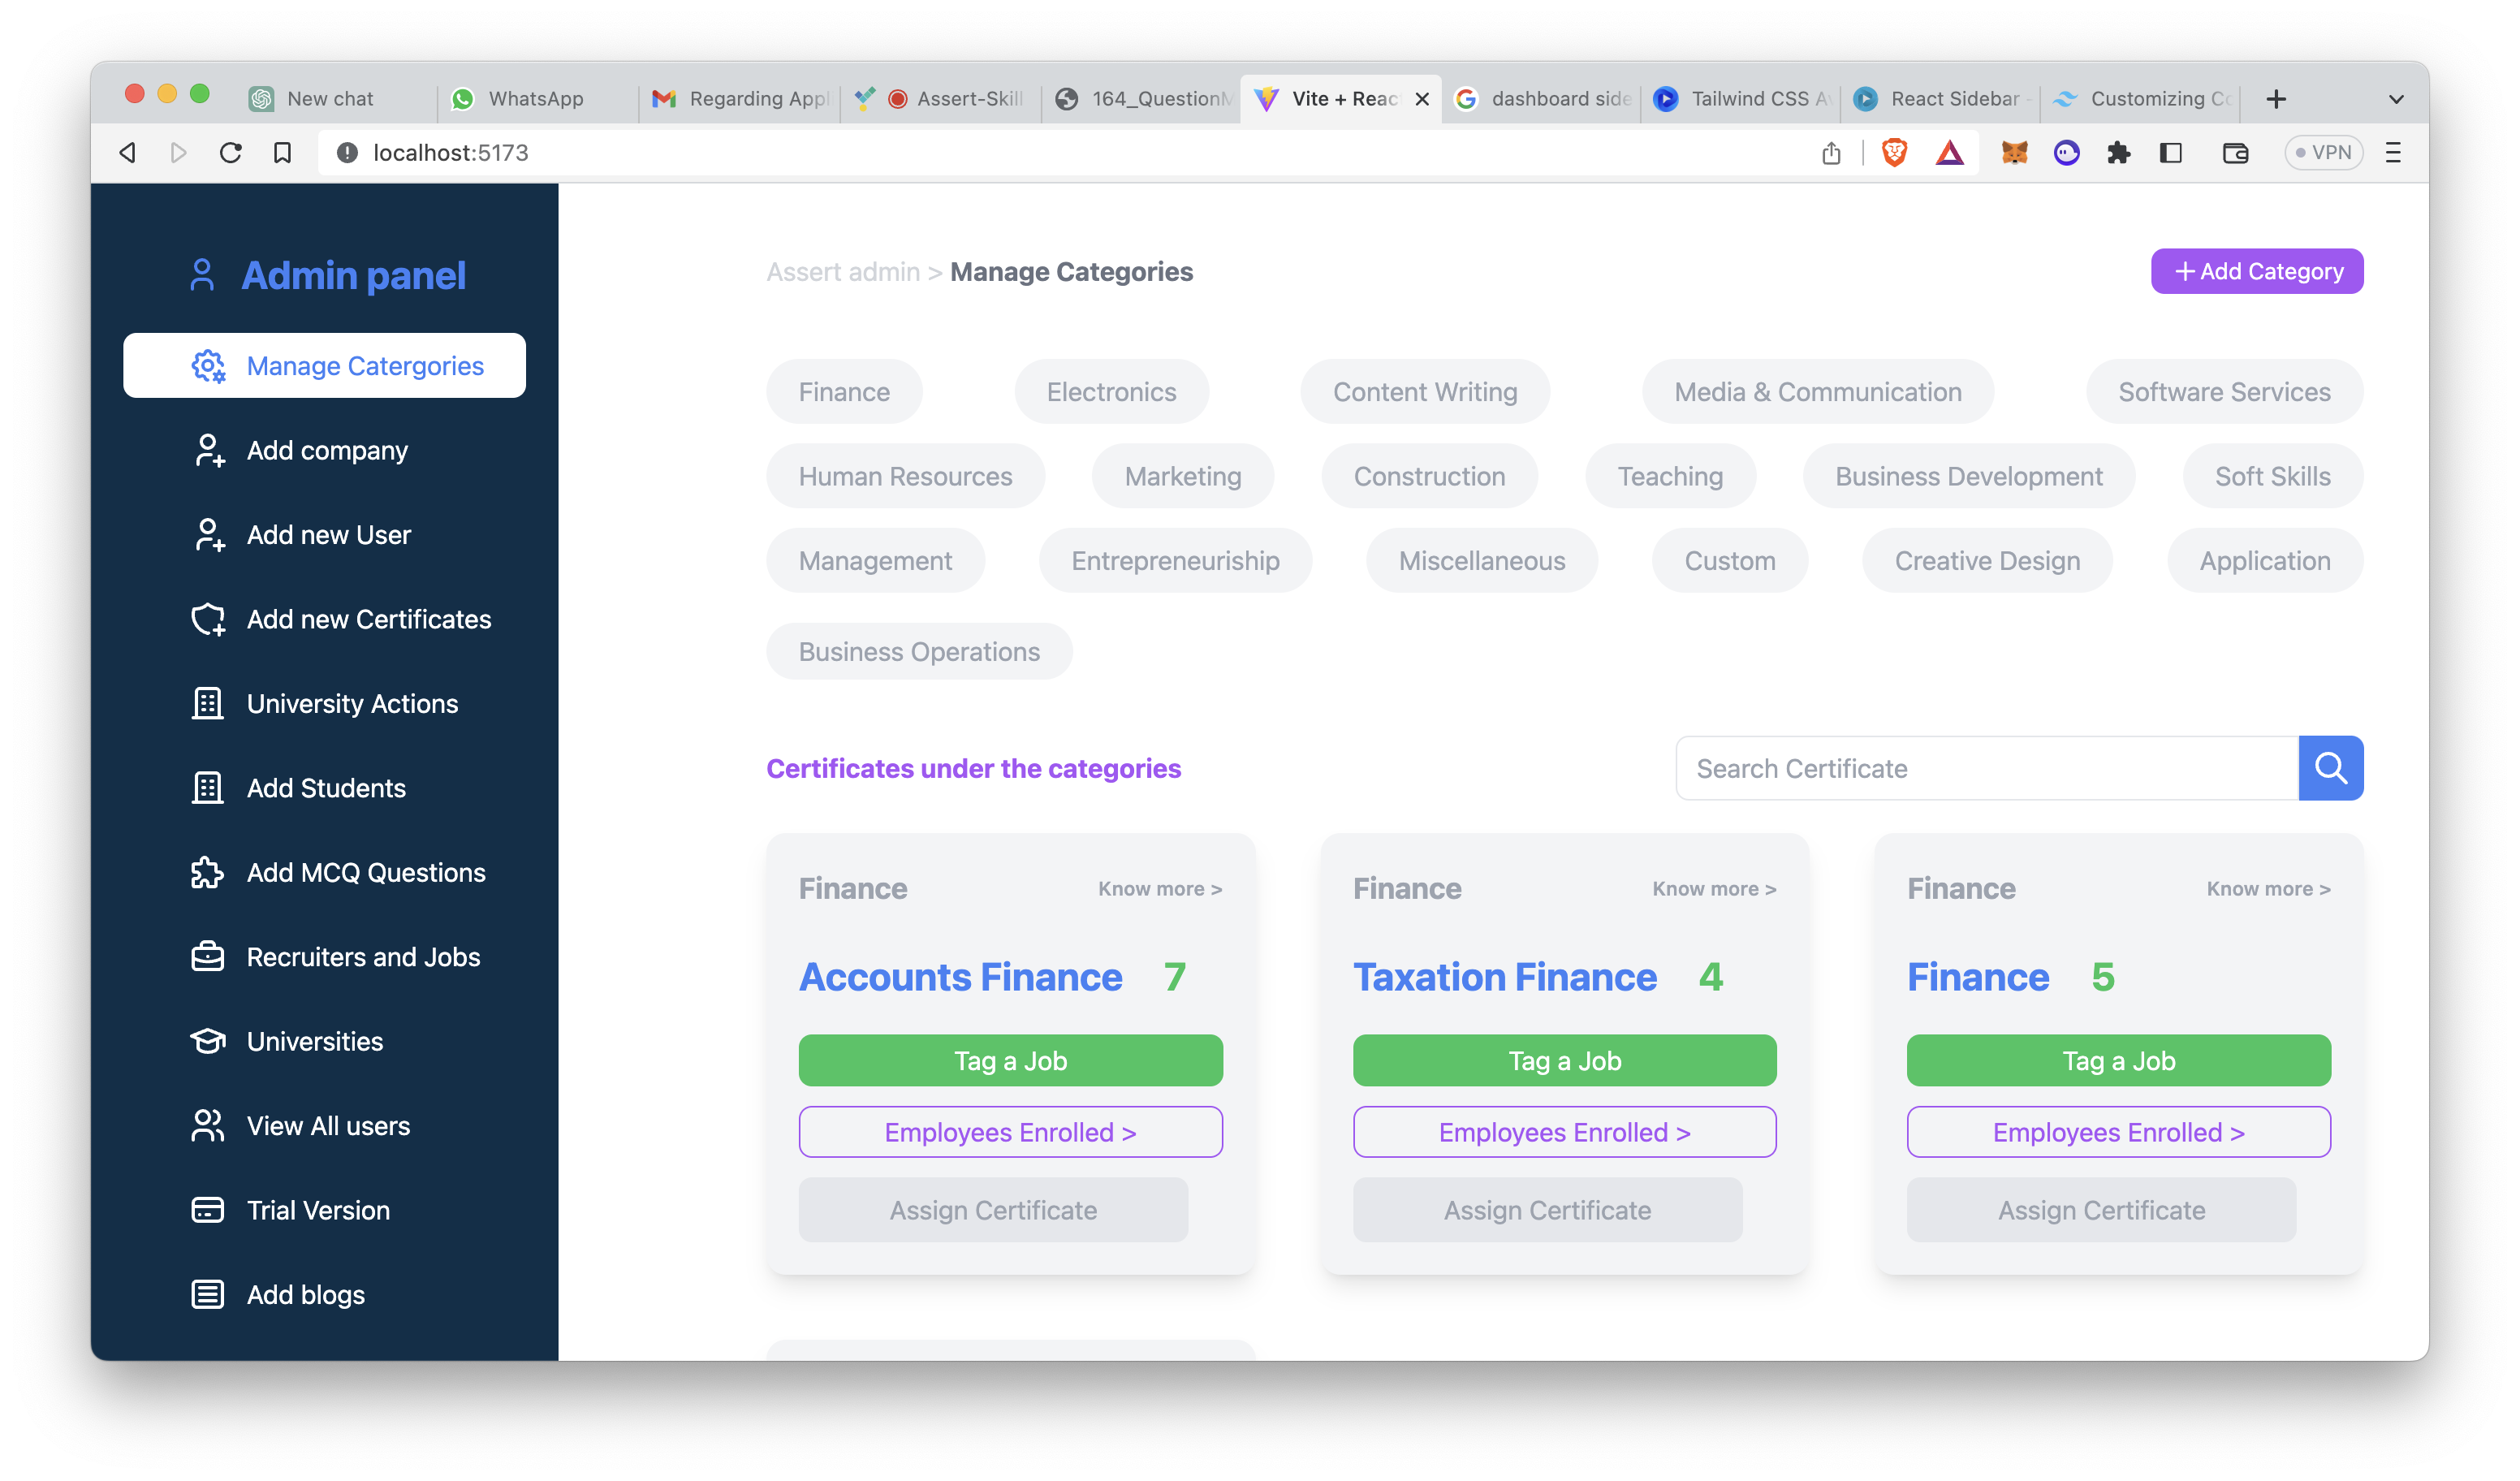 New chat
WhatsApp
Regarding Appl
Assert-Skill
164_QuestionM
Vite + Reac
dashboard side
Tailwind CSS A
React Sidebar -
Customizing Co
localhost:5173
VPN
Admin panel
Manage Catergories
Add company
Add new User
Add new Certificates
University Actions
Add Students
Add MCQ Questions
Recruiters and Jobs
Universities
View All users
Trial Version
Add blogs
Assert admin > Manage Categories
+ Add Category
Finance Electronics Content Writing Media & Communication Software Services
Human Resources Marketing Construction Teaching Business Development Soft Skills
Management Entrepreneuriship Miscellaneous Custom Creative Design Application
Business Operations
Certificates under the categories
Search Certificate
Finance Know more >
Accounts Finance 7
Tag a Job
Employees Enrolled >
Assign Certificate
Finance Know more >
Taxation Finance 4
Tag a Job
Employees Enrolled >
Assign Certificate
Finance Know more >
Finance 5
Tag a Job
Employees Enrolled >
Assign Certificate